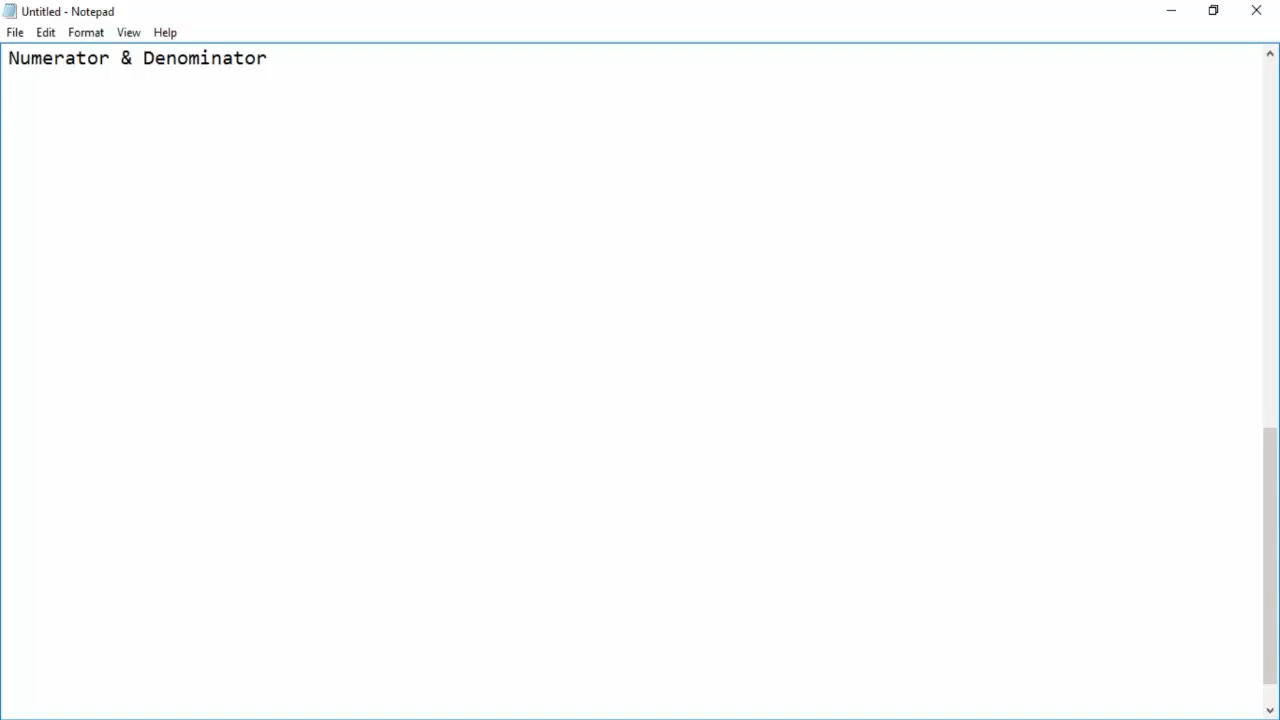 Untitled - Notepad
File Edit Format View Help
Numerator & Denominator